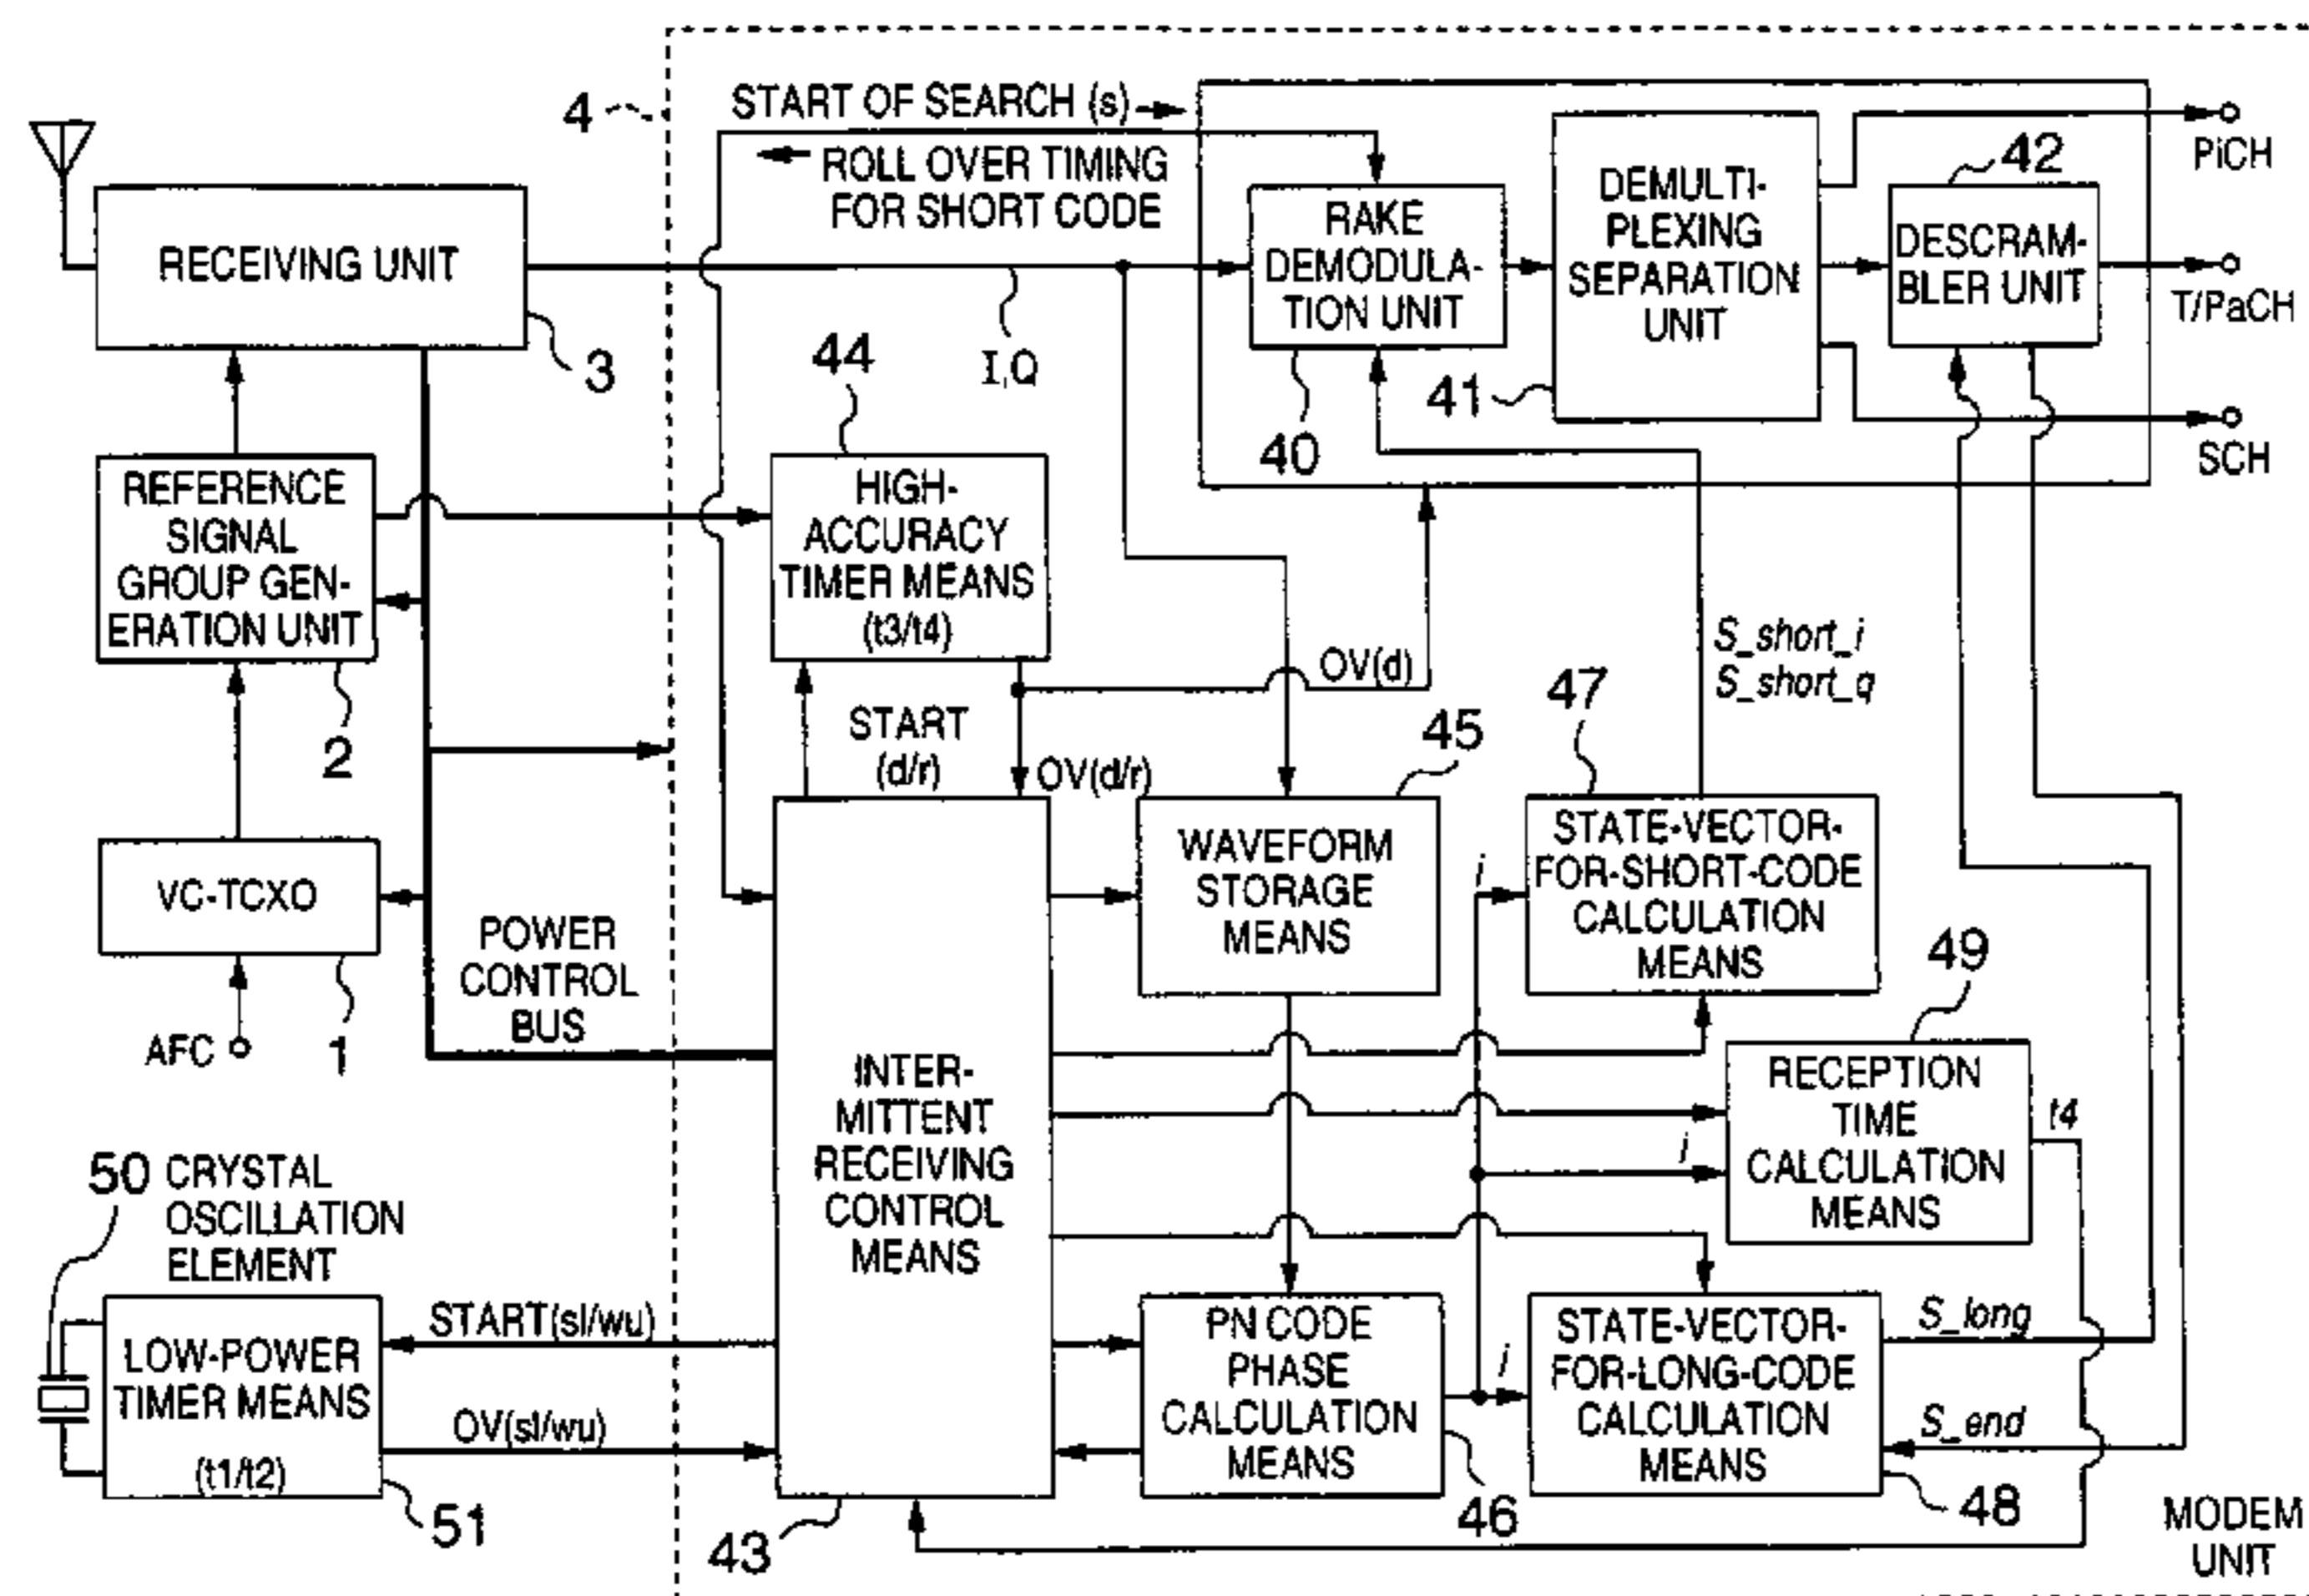 4
START OF SEARCH (s)
ROLL OVER TIMING
FOR SHORT CODE
RECEIVING UNIT
3
I,Q
RAKE
DEMODULA-
TION UNIT
40
DEMULTI-
PLEXING
SEPARATION
UNIT
41
42
DESCRAM-
BLER UNIT
PiCH
T/PaCH
SCH
REFERENCE
SIGNAL
GROUP GEN-
ERATION UNIT
2
44
HIGH-
ACCURACY
TIMER MEANS
(t3/t4)
OV(d)
S_short_i
S_short_q
START
(d/r)
OV(d/r)
45
WAVEFORM
STORAGE
MEANS
47
STATE-VECTOR-
FOR-SHORT-CODE
CALCULATION
MEANS
i
VC-TCXO
1
AFC
POWER
CONTROL
BUS
INTER-
MITTENT
RECEIVING
CONTROL
MEANS
43
49
RECEPTION
TIME
CALCULATION
MEANS
t4
i
50
CRYSTAL
OSCILLATION
ELEMENT
LOW-POWER
TIMER MEANS
(t1/t2)
51
START(sl/wu)
OV(sl/wu)
PN CODE
PHASE
CALCULATION
MEANS
46
i
STATE-VECTOR-
FOR-LONG-CODE
CALCULATION
MEANS
48
S_long
S_end
MODEM
UNIT